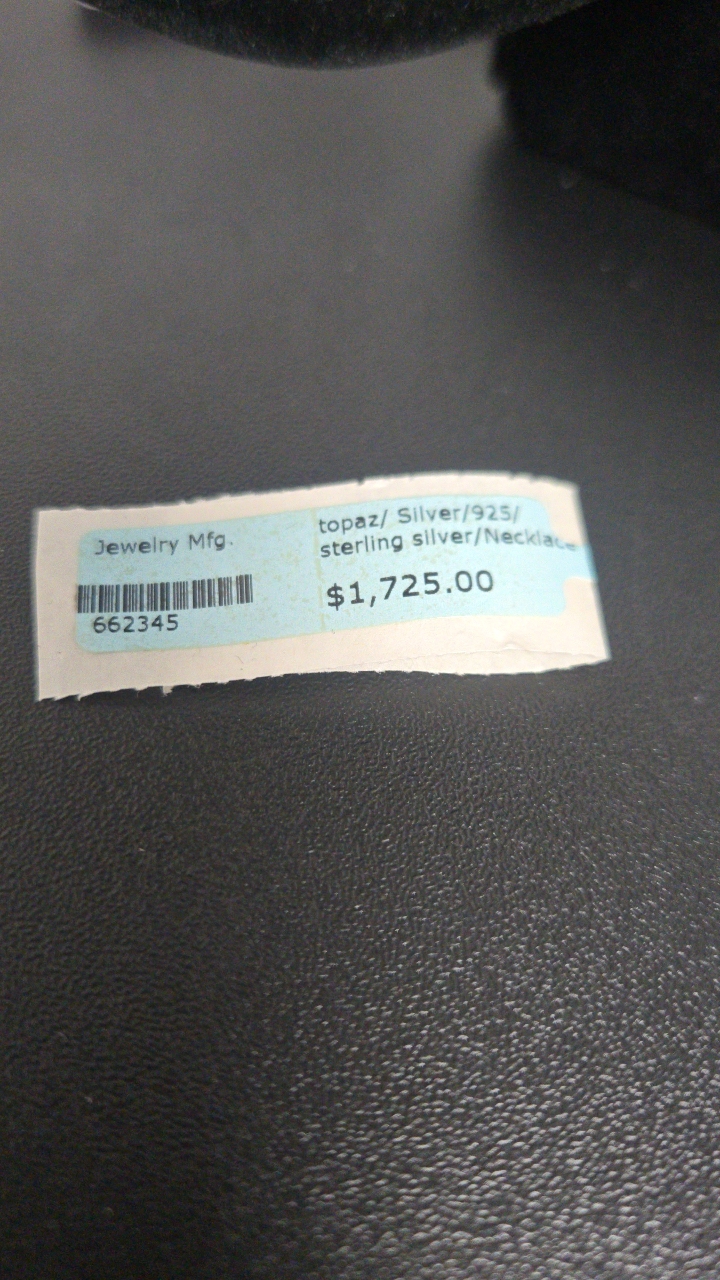 Jewelry Mfg.
662345
topaz/ Silver/925/
sterling silver/Necklace
$1,725.00